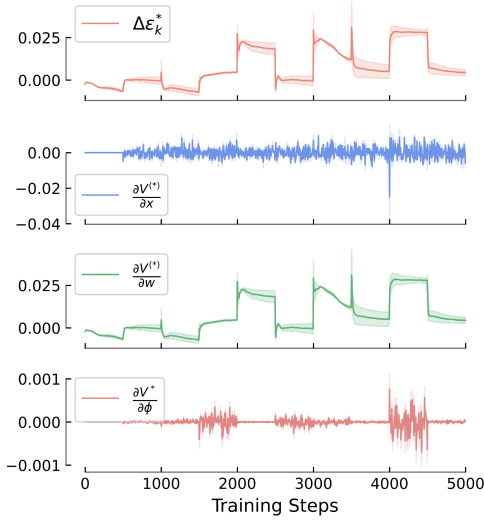 Δε*ₖ
0.025
0.000
0.00
−0.02
−0.04
∂V⁽*⁾
∂x
∂V⁽*⁾
∂w
0.025
0.000
∂V*
∂ϕ
0.001
0.000
−0.001
0 1000 2000 3000 4000 5000
Training Steps